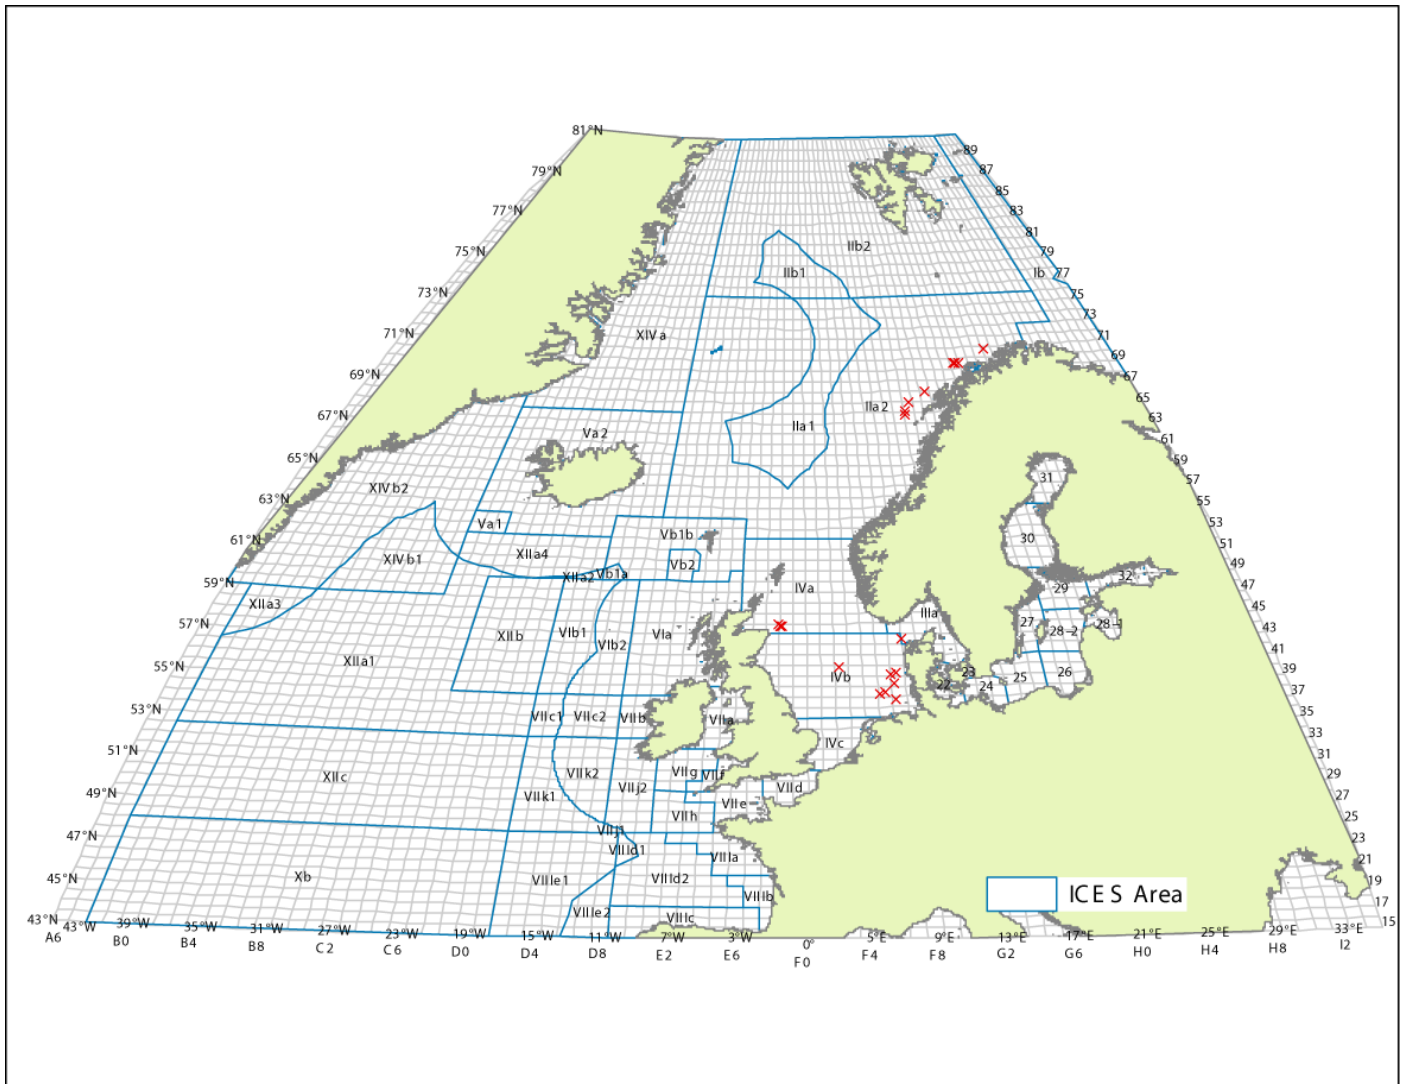 81°N
89
79°N
87
85
77°N
83
81
75°N
IIb2
79
IIb1
Ib
77
73°N
75
73
71°N
XIVa
71
69
69°N
67
65
67°N
IIa2
63
IIa1
Va2
61
65°N
59
31
57
XIVb2
63°N
55
Va1
53
61°N
Vb1b
30
51
XIIa4
XIVb1
Vb2
49
59°N
XIIa2
Vb1a
32
47
IVa
29
XIIa3
45
IIIa
57°N
XIIb
VIb1
VIa
27
28-2
28-1
43
VIb2
41
55°N
XIIa1
39
IVb
23
26
25
22
24
37
53°N
VIIc1
VIIc2
VIIb
VIIa
35
33
51°N
IVc
31
XIIc
VIIk2
VIIg
VIIf
29
49°N
VIIk1
VIIj2
VIId
27
VIIe
VIIh
25
47°N
VIIj1
23
VIIId1
VIIIa
21
45°N
Xb
VIIIe1
VIIId2
19
VIIIb
ICES Area
17
43°N
VIIIe2
VIIIc
15
43°W 39°W 35°W 31°W 27°W 23°W 19°W 15°W 11°W 7°W 3°W 0° 5°E 9°E 13°E 17°E 21°E 25°E 29°E 33°E
A6 B0 B4 B8 C2 C6 D0 D4 D8 E2 E6 F0 F4 F8 G2 G6 H0 H4 H8 I2